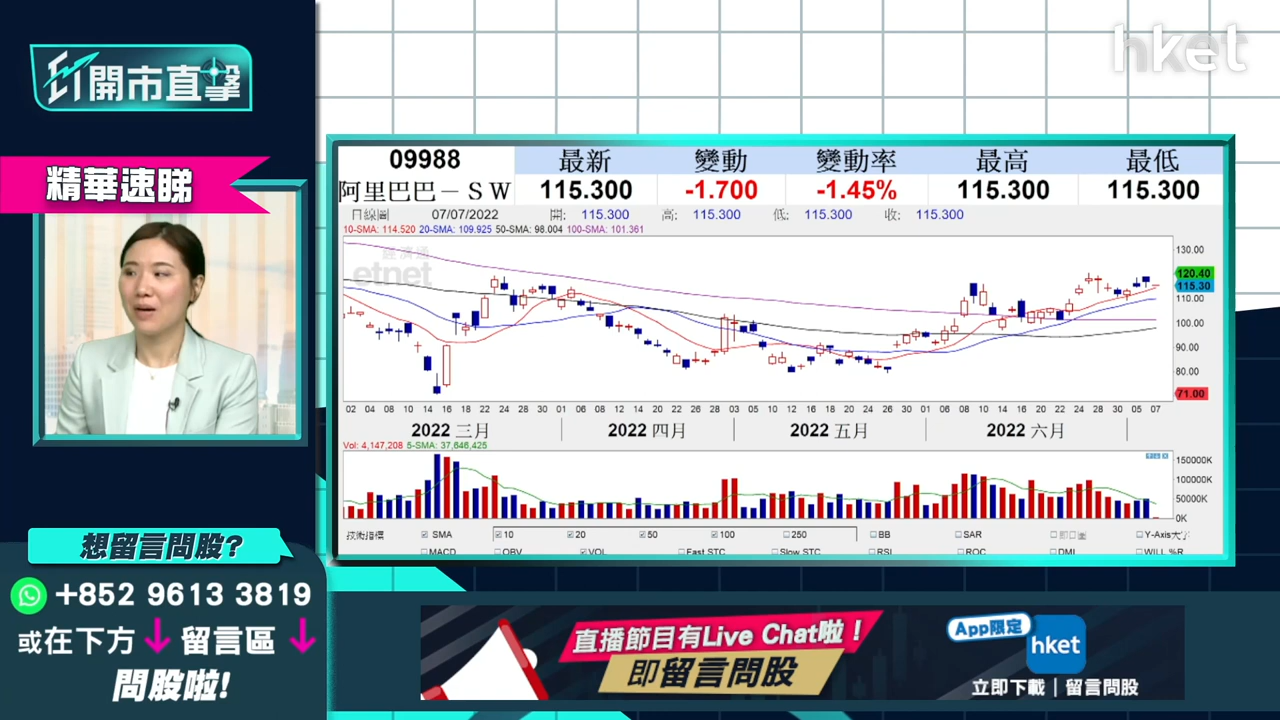 hket
ET開市直擊
精華速睇
09988 最新 變動 變動率 最高 最低
阿里巴巴－ＳＷ 115.300 -1.700 -1.45% 115.300 115.300
日線圖 07/07/2022 開: 115.300 高: 115.300 低: 115.300 收: 115.300
10-SMA: 114.520 20-SMA: 109.925 50-SMA: 98.004 100-SMA: 101.361
經濟通
etnet
130.00
120.40
115.30
110.00
100.00
90.00
80.00
71.00
02 04 08 10 14 16 18 22 24 28 30 01 06 08 12 14 20 22 26 28 03 05 10 12 16 18 20 24 26 30 01 06 08 10 14 16 20 22 24 28 30 05 07
2022 三月 2022 四月 2022 五月 2022 六月
Vol: 4,147,208 5-SMA: 37,646,425
150000K
100000K
50000K
0K
技術指標 SMA 10 20 50 100 250 BB SAR Y-Axis大字
MACD OBV VOL Fast STC Slow STC RSI ROC DMI WILL %R
想留言問股?
+852 9613 3819
或在下方 留言區
問股啦!
直播節目有Live Chat啦！
即留言問股
App限定
hket
立即下載｜留言問股